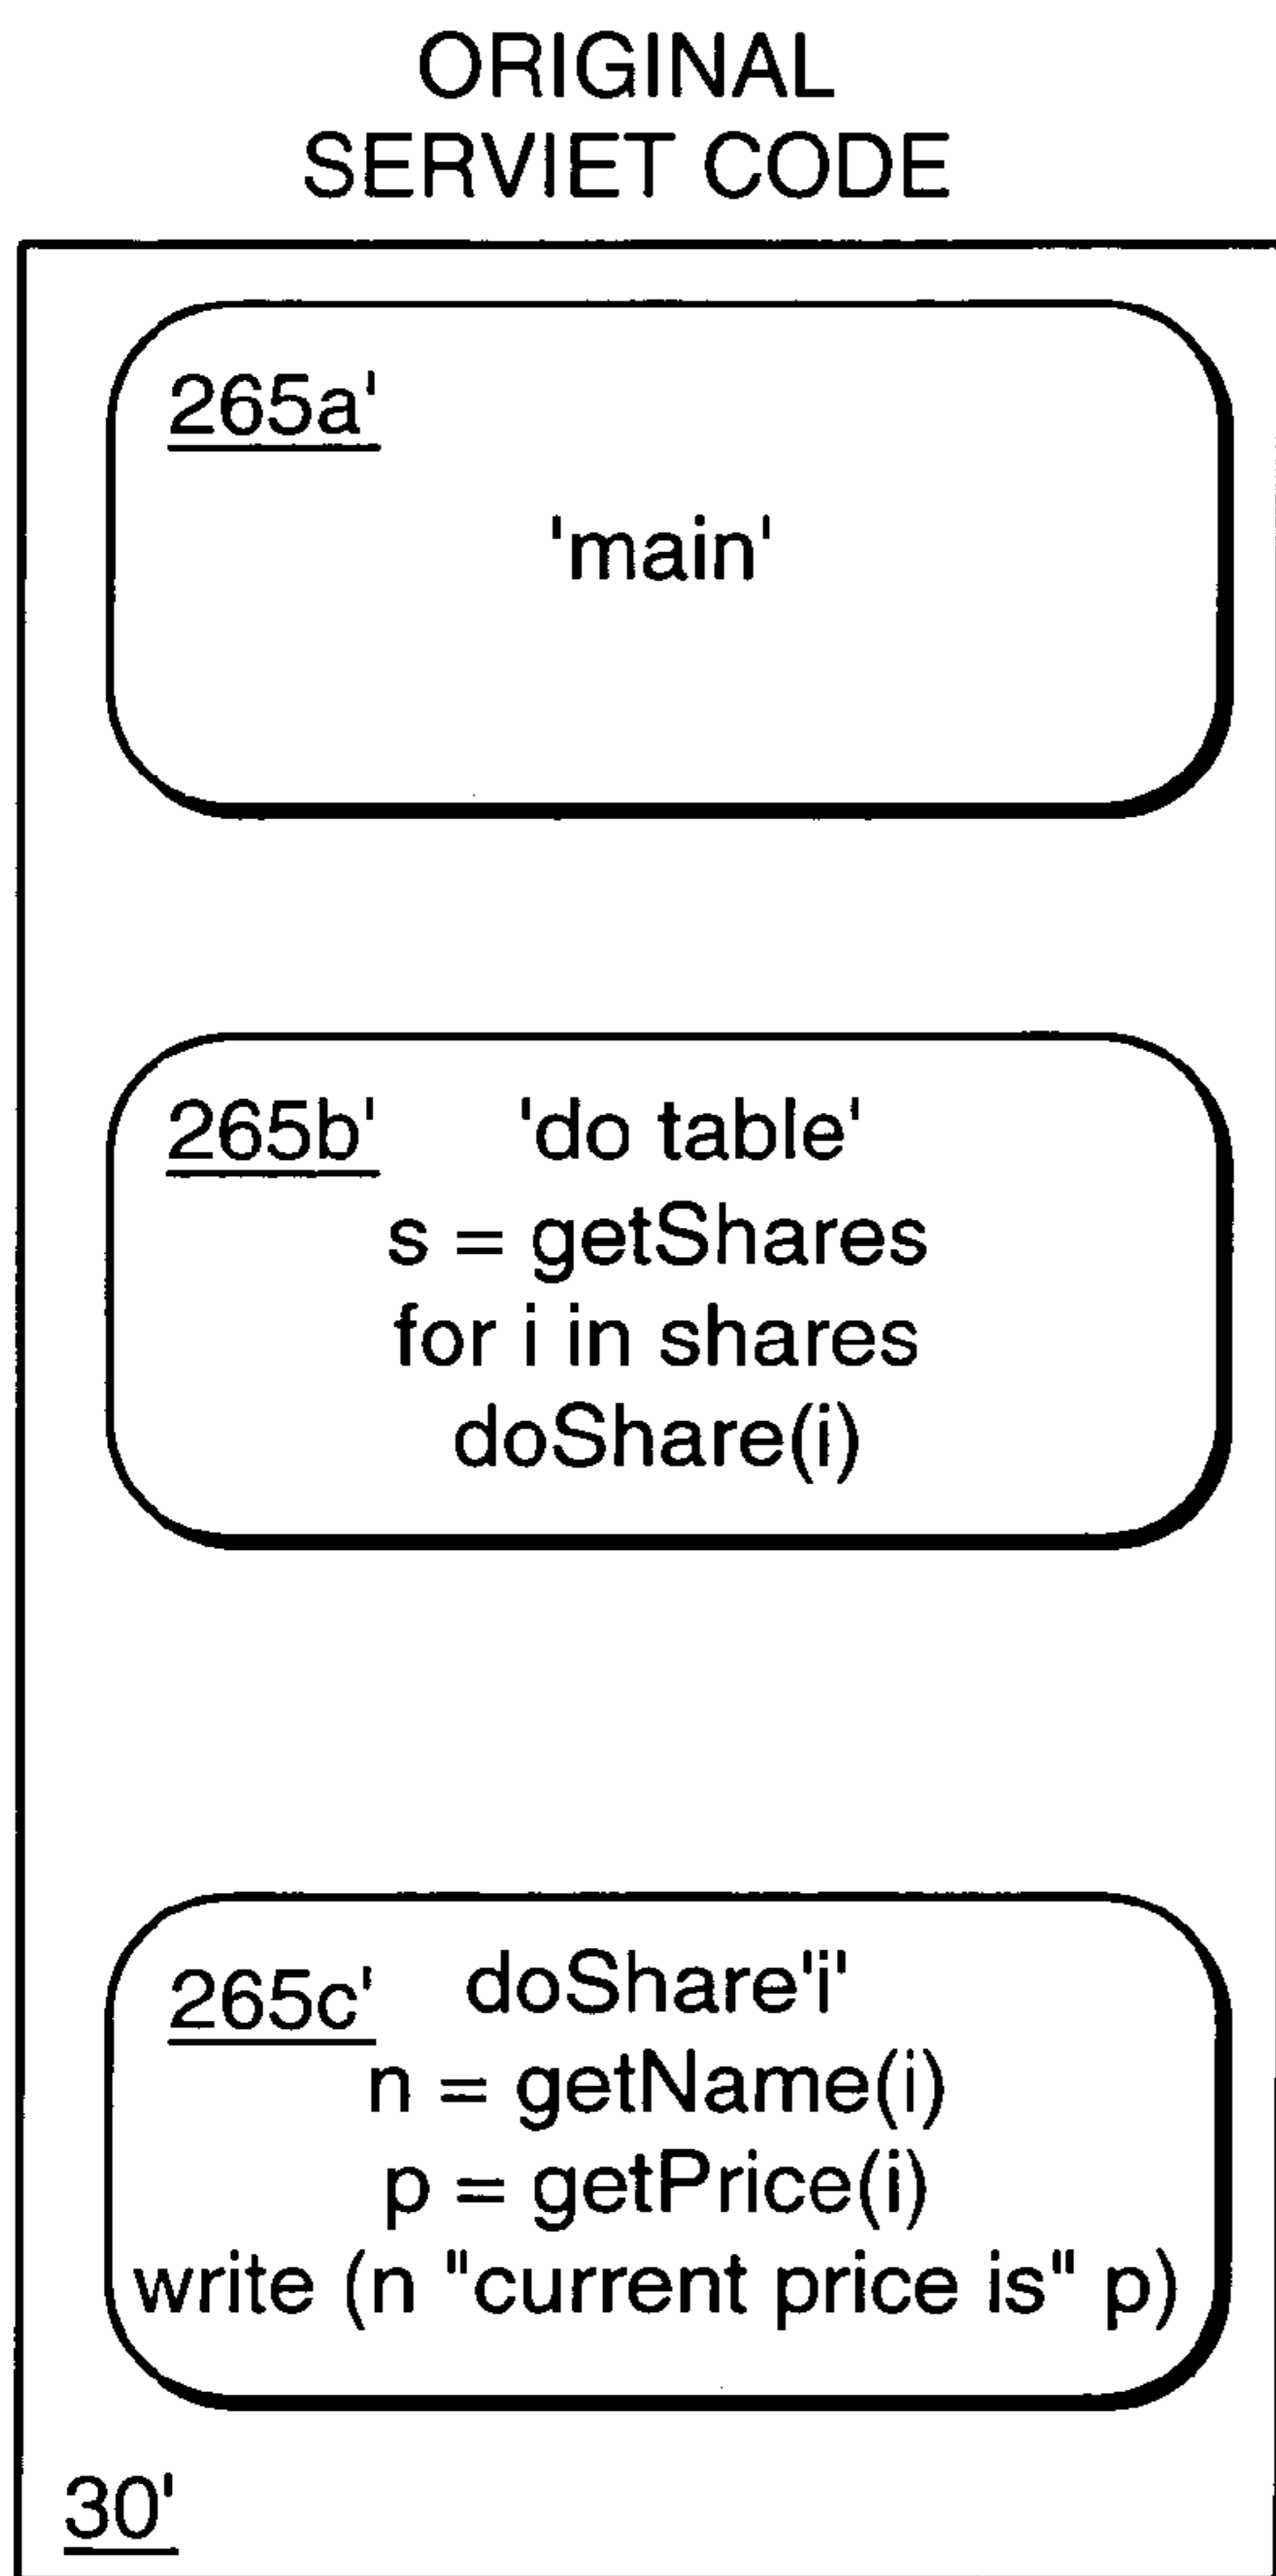 ORIGINAL
SERVIET CODE
265a'
'main'
265b' 'do table'
s = getShares
for i in shares
doShare(i)
265c' doShare'i'
n = getName(i)
p = getPrice(i)
write (n "current price is" p)
30'